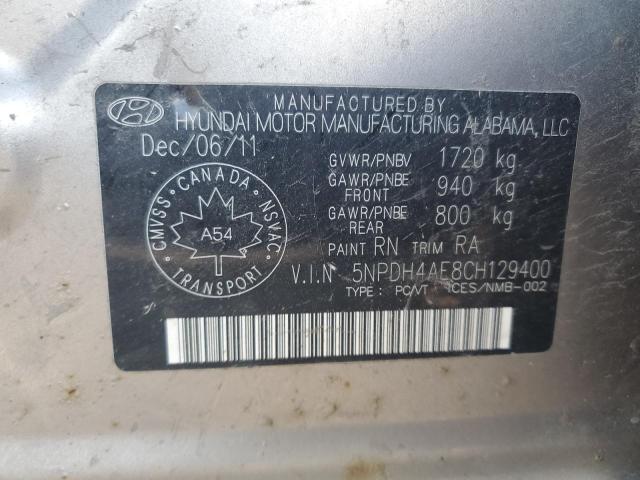 MANUFACTURED BY
HYUNDAI MOTOR MANUFACTURING ALABAMA, LLC
Dec/06/11
GVWR/PNBV 1720 kg
GAWR/PNBE FRONT 940 kg
GAWR/PNBE REAR 800 kg
PAINT RN TRIM RA
V.I.N 5NPDH4AE8CH129400
TYPE : PC/VT ICES/NMB-002
CMVSS • CANADA • NSVAC
A54
TRANSPORT